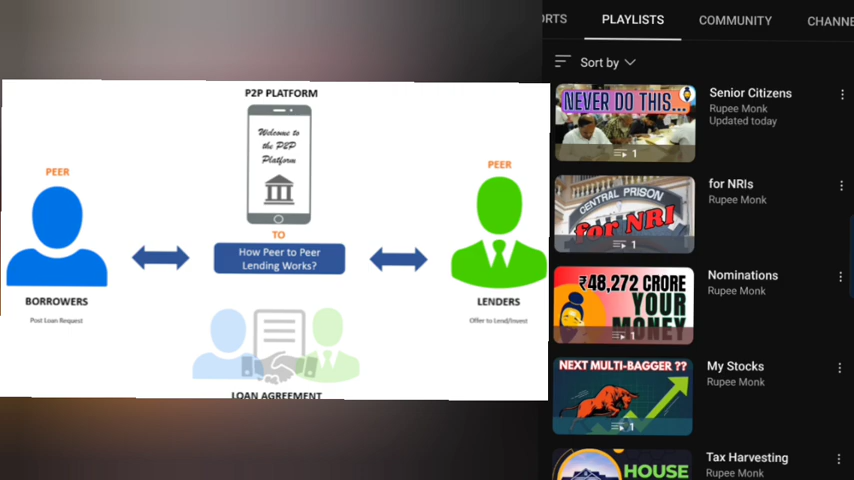 P2P PLATFORM
Welcome to
the P2P
Platform
PEER
PEER
TO
How Peer to Peer
Lending Works?
BORROWERS
Post Loan Request
LENDERS
Offer to Lend/Invest
LOAN AGREEMENT
ORTS
PLAYLISTS
COMMUNITY
CHANNE
Sort by
NEVER DO THIS...
1
Senior Citizens
Rupee Monk
Updated today
CENTRAL PRISON
for NRI
1
for NRIs
Rupee Monk
₹48,272 CRORE
YOUR
MONEY
1
Nominations
Rupee Monk
NEXT MULTI-BAGGER ??
1
My Stocks
Rupee Monk
HOUSE
Tax Harvesting
Rupee Monk